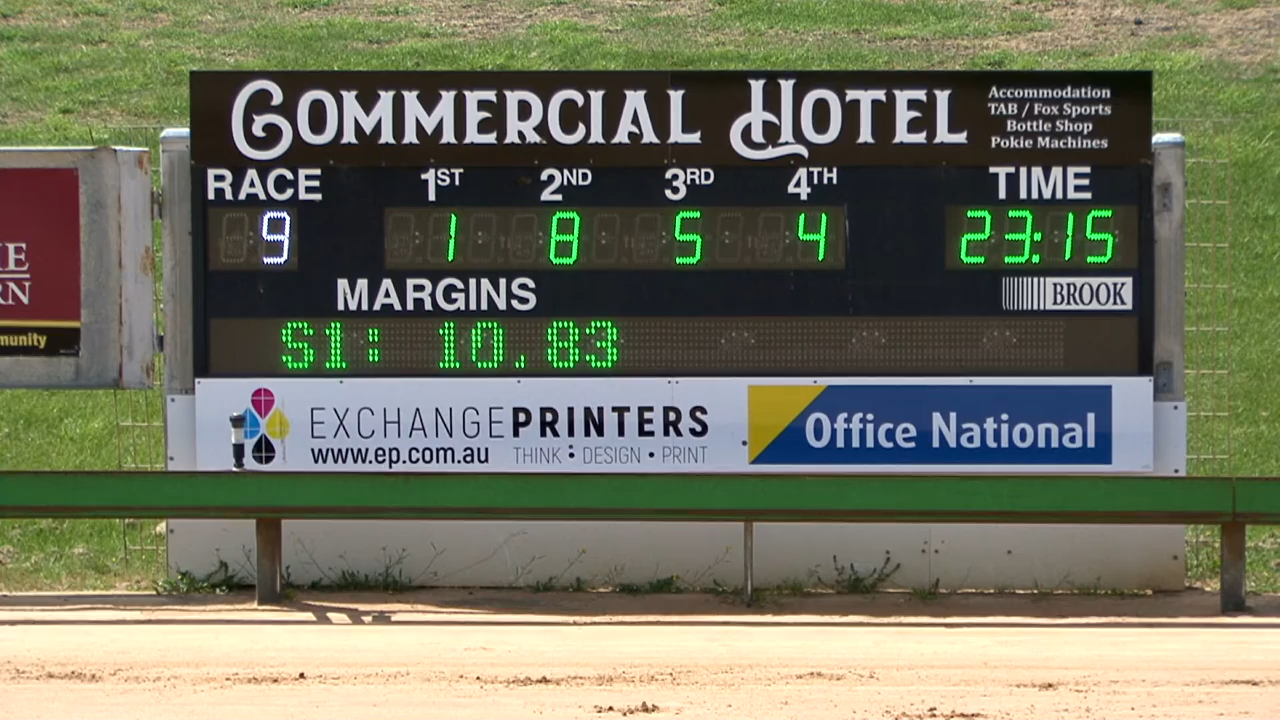 COMMERCIAL HOTEL
Accommodation
TAB / Fox Sports
Bottle Shop
Pokie Machines
RACE 1ST 2ND 3RD 4TH TIME
9 1 8 5 4 23:15
MARGINS
BROOK
S1: 10.83
EXCHANGEPRINTERS
www.ep.com.au THINK : DESIGN • PRINT
Office National